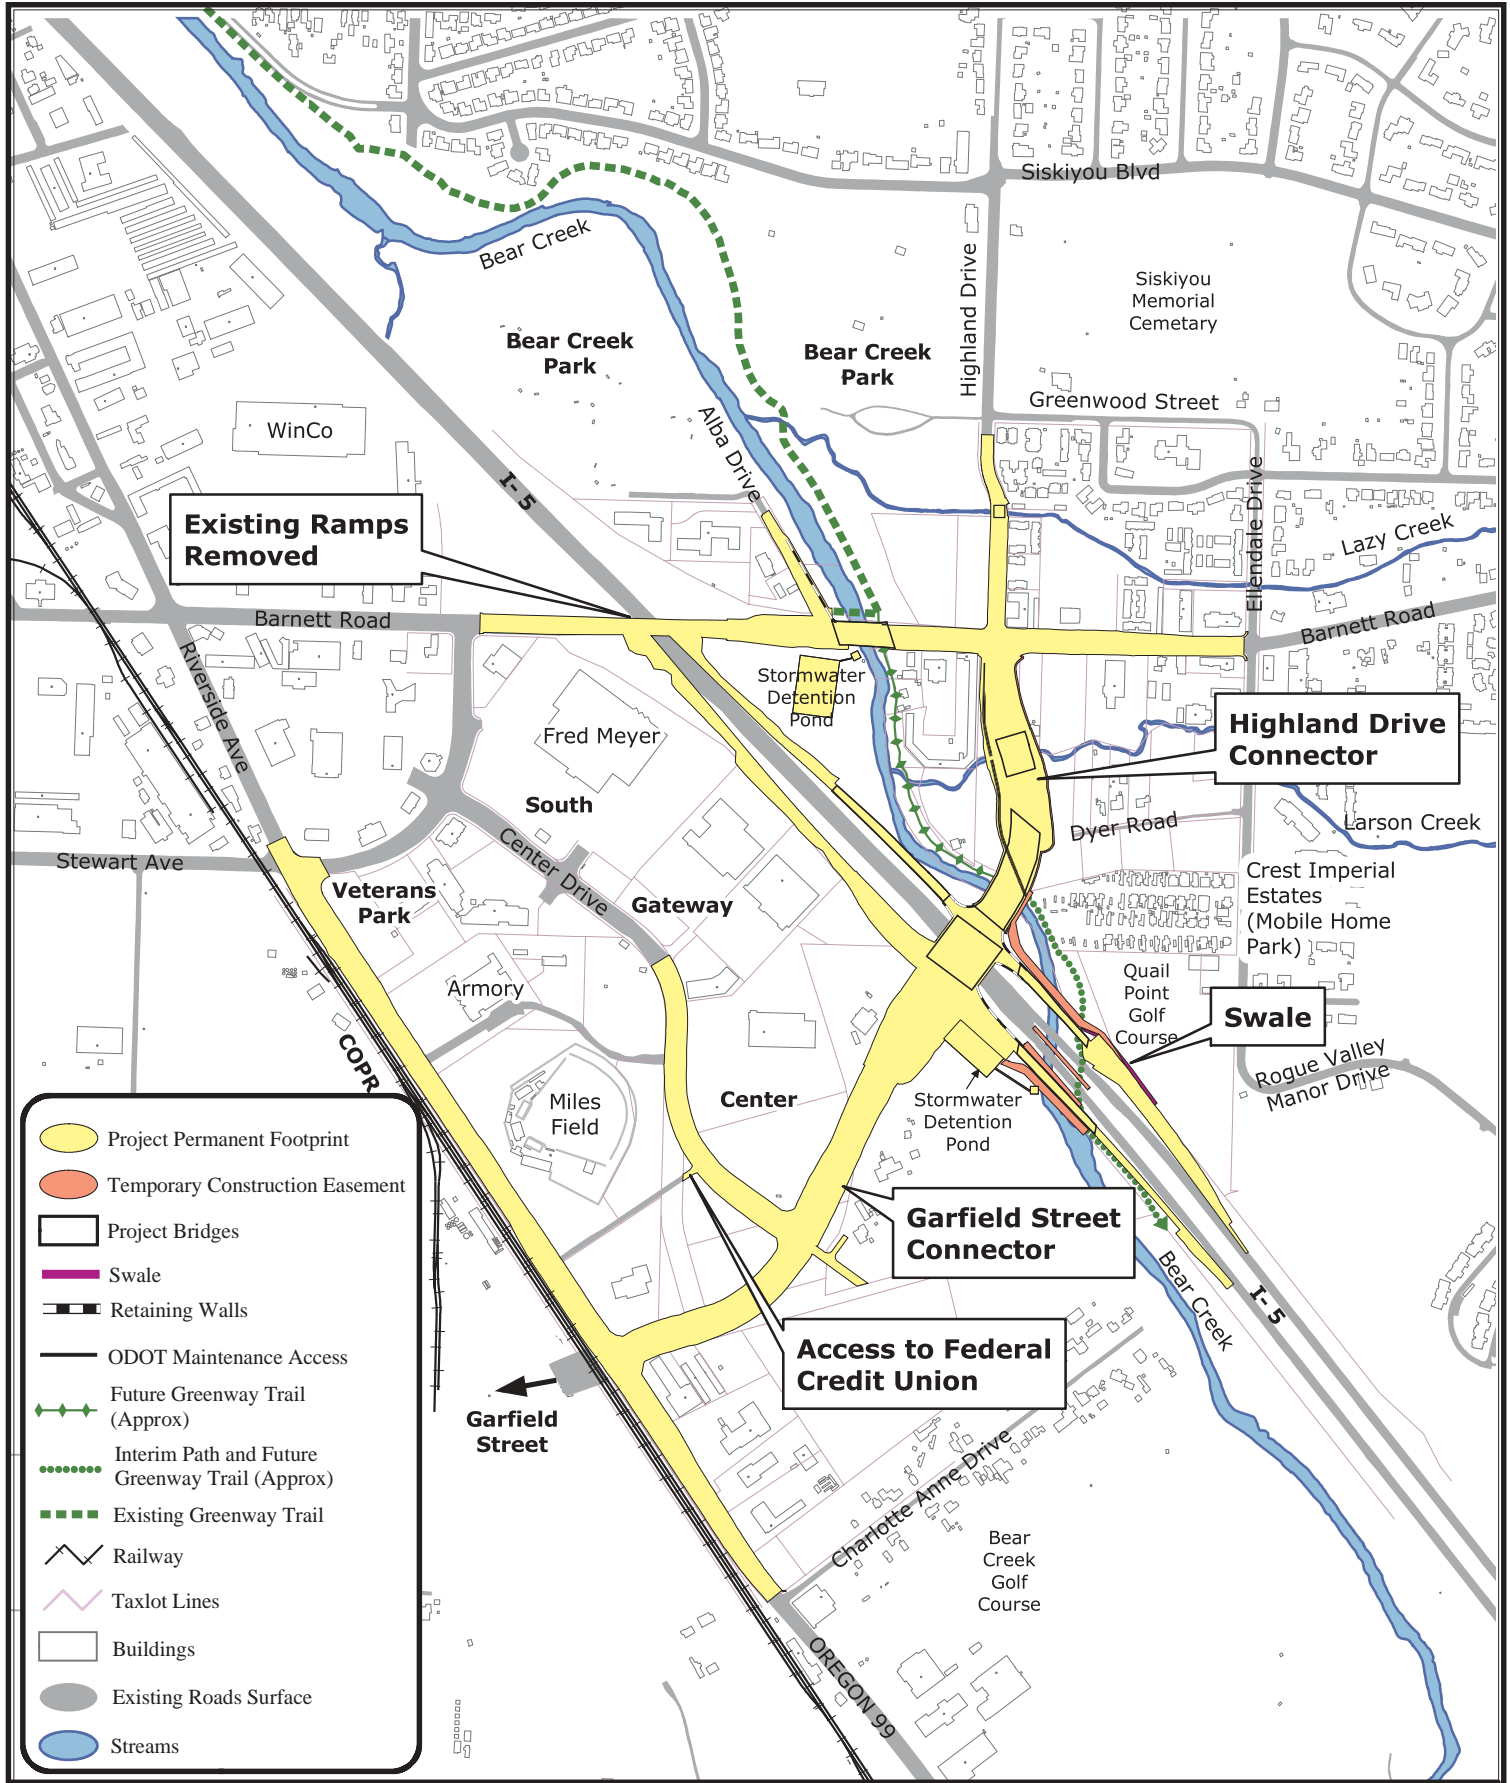 Siskiyou Blvd
Bear Creek
Highland Drive
Siskiyou
Memorial
Cemetary
Bear Creek
Park
Bear Creek
Park
Greenwood Street
WinCo
Alba Drive
I- 5
Ellendale Drive
Lazy Creek
Existing Ramps
Removed
Barnett Road
Barnett Road
Riverside Ave
Stormwater
Detention
Pond
Fred Meyer
Highland Drive
Connector
South
Dyer Road
Larson Creek
Center Drive
Stewart Ave
Veterans
Park
Gateway
Crest Imperial
Estates
(Mobile Home
Park)
Armory
Quail
Point
Golf
Course
Swale
COPR
Rogue Valley
Manor Drive
Miles
Field
Center
Stormwater
Detention
Pond
Garfield Street
Connector
Bear Creek
I- 5
Access to Federal
Credit Union
Garfield
Street
Charlotte Anne Drive
Bear
Creek
Golf
Course
OREGON 99
Project Permanent Footprint
Temporary Construction Easement
Project Bridges
Swale
Retaining Walls
ODOT Maintenance Access
Future Greenway Trail
(Approx)
Interim Path and Future
Greenway Trail (Approx)
Existing Greenway Trail
Railway
Taxlot Lines
Buildings
Existing Roads Surface
Streams